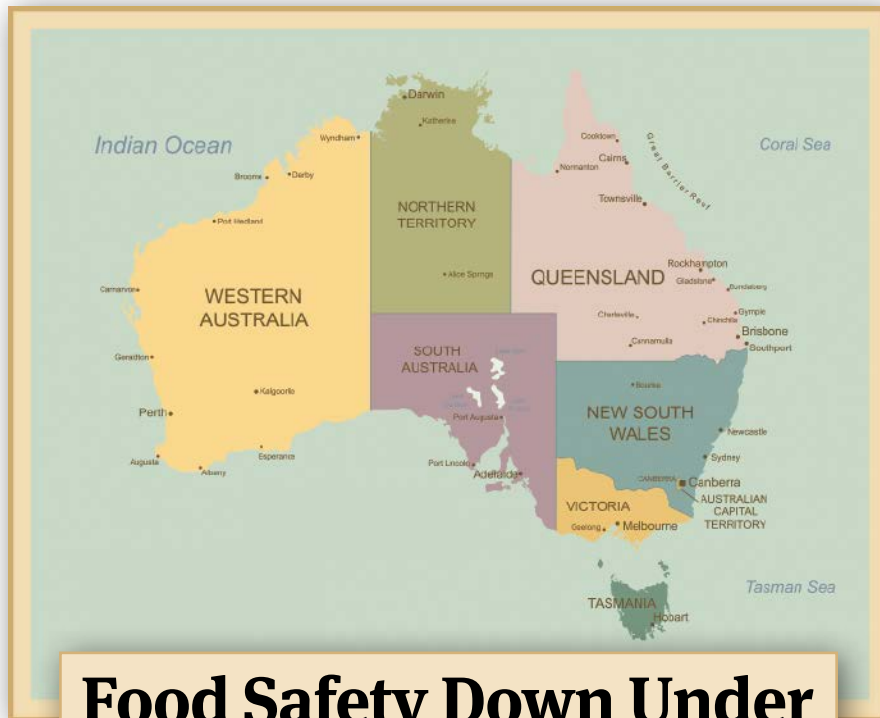 Darwin
Katherine
Indian Ocean
Wyndham
Cooktown
Coral Sea
Great Barrier Reef
Cairns
Normanton
Broome
Derby
Townsville
NORTHERN
TERRITORY
Port Hedland
Rockhampton
Alice Springs
QUEENSLAND
Gladstone
Bundaberg
Carnarvon
WESTERN
AUSTRALIA
Charleville
Gympie
Chinchilla
Brisbone
Cannamulla
Southport
SOUTH
AUSTRALIA
Geraldton
Bourke
Kalgoorlie
Perth
Port Augusta
NEW SOUTH
WALES
Newcastle
Esperance
Augusta
Albany
Port Lincoln
Adelaide
Sydney
CANBERRA
Canberra
AUSTRALIAN
CAPITAL
TERRITORY
VICTORIA
Geelong
Melbourne
Tasman Sea
TASMANIA
Hobart
Food Safety Down Under